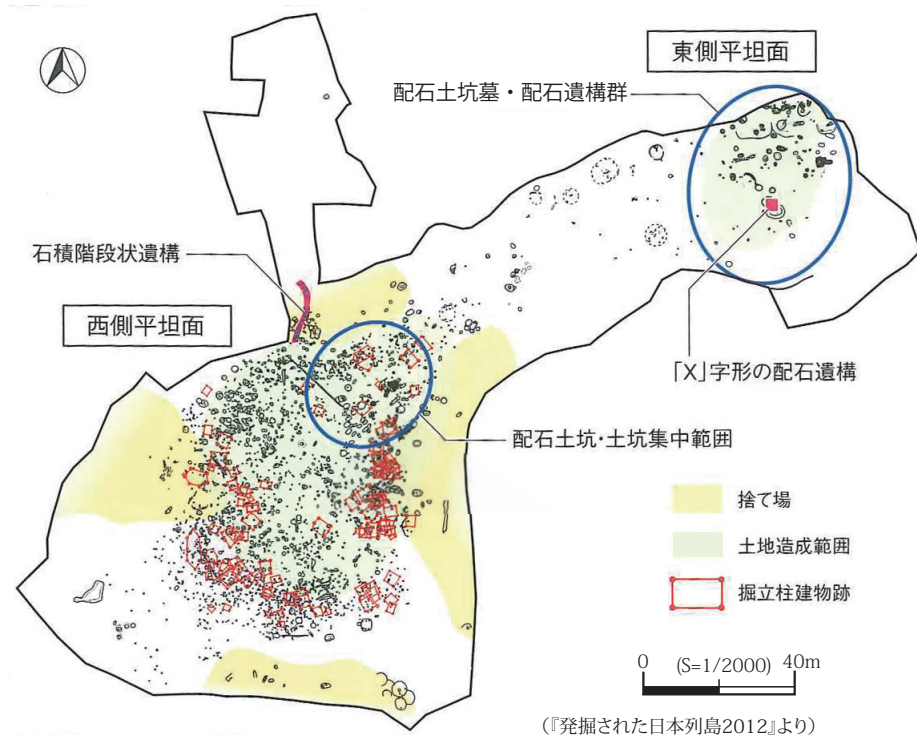 東側平坦面
配石土坑墓・配石遺構群
石積階段状遺構
西側平坦面
「X」字形の配石遺構
配石土坑・土坑集中範囲
捨て場
土地造成範囲
掘立柱建物跡
0 (S=1/2000) 40m
(『発掘された日本列島2012』より)